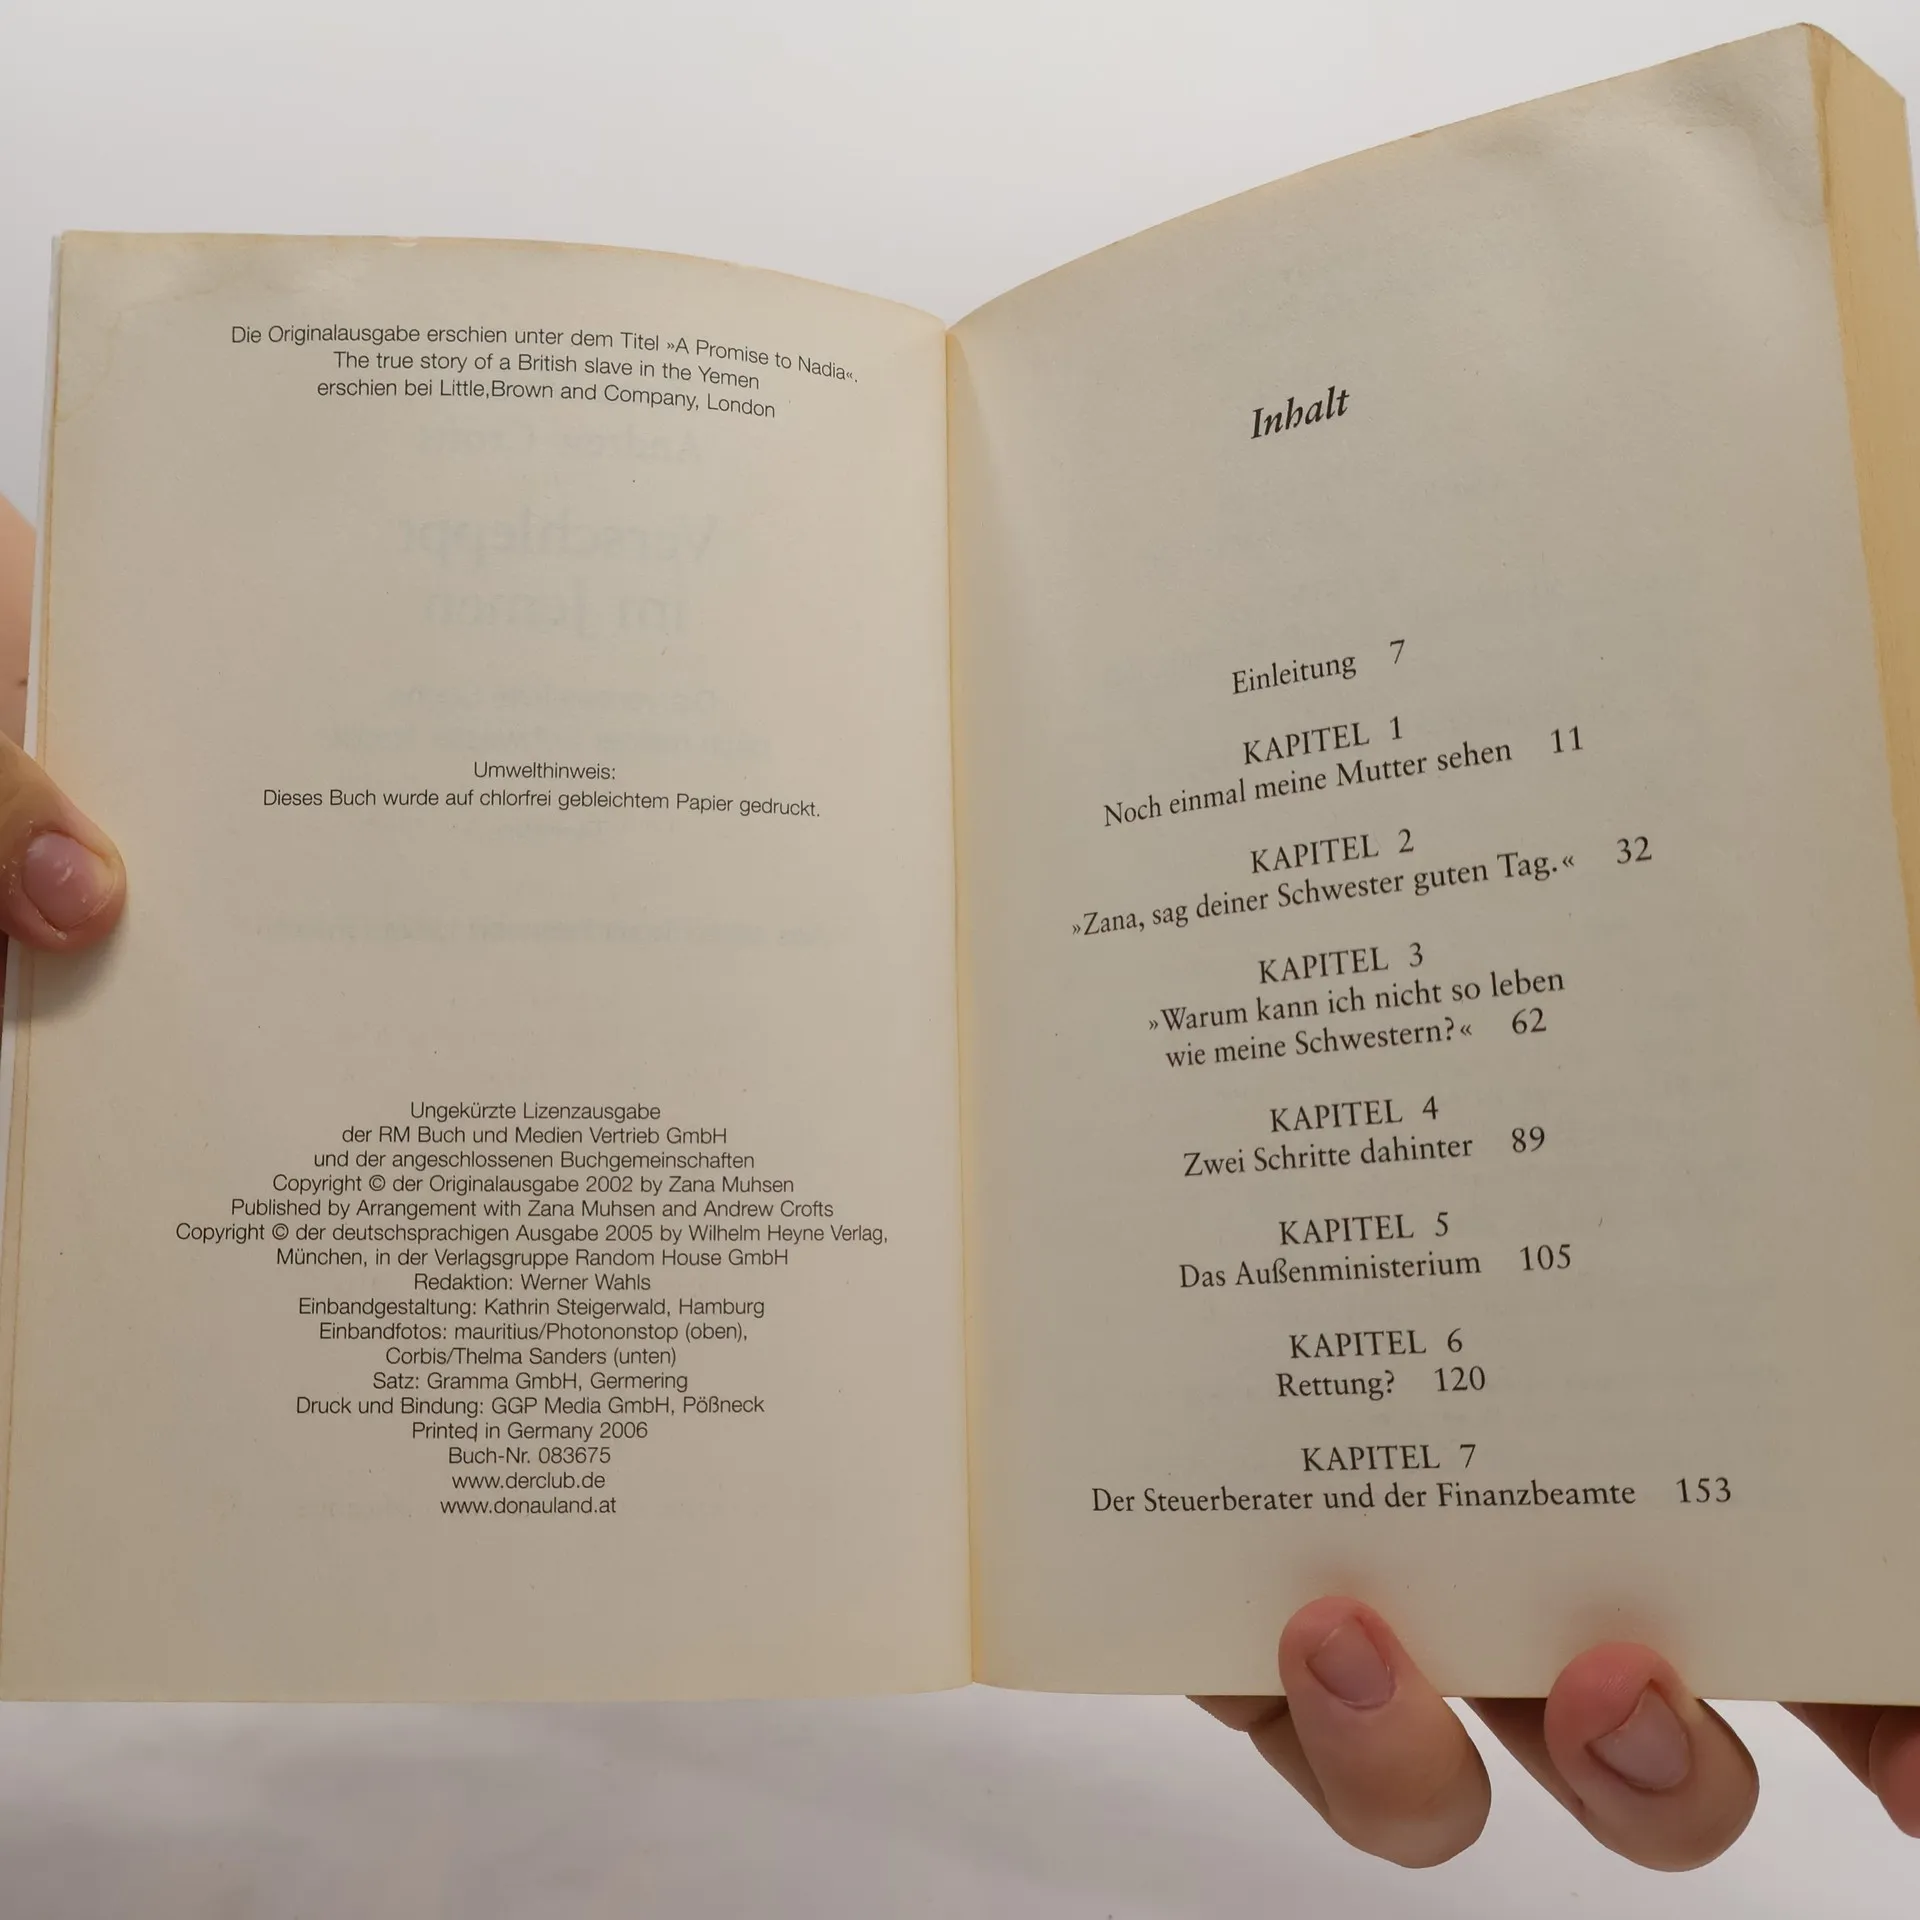 Die Originalausgabe erschien unter dem Titel »A Promise to Nadia«.
The true story of a British slave in the Yemen
erschien bei Little,Brown and Company, London
Umwelthinweis:
Dieses Buch wurde auf chlorfrei gebleichtem Papier gedruckt.
Ungekürzte Lizenzausgabe
der RM Buch und Medien Vertrieb GmbH
und der angeschlossenen Buchgemeinschaften
Copyright © der Originalausgabe 2002 by Zana Muhsen
Published by Arrangement with Zana Muhsen and Andrew Crofts
Copyright © der deutschsprachigen Ausgabe 2005 by Wilhelm Heyne Verlag,
München, in der Verlagsgruppe Random House GmbH
Redaktion: Werner Wahls
Einbandgestaltung: Kathrin Steigerwald, Hamburg
Einbandfotos: mauritius/Photononstop (oben),
Corbis/Thelma Sanders (unten)
Satz: Gramma GmbH, Germering
Druck und Bindung: GGP Media GmbH, Pößneck
Printed in Germany 2006
Buch-Nr. 083675
www.derclub.de
www.donauland.at
Inhalt
Einleitung 7
KAPITEL 1
Noch einmal meine Mutter sehen 11
KAPITEL 2
»Zana, sag deiner Schwester guten Tag.« 32
KAPITEL 3
»Warum kann ich nicht so leben
wie meine Schwestern?« 62
KAPITEL 4
Zwei Schritte dahinter 89
KAPITEL 5
Das Außenministerium 105
KAPITEL 6
Rettung? 120
KAPITEL 7
Der Steuerberater und der Finanzbeamte 153